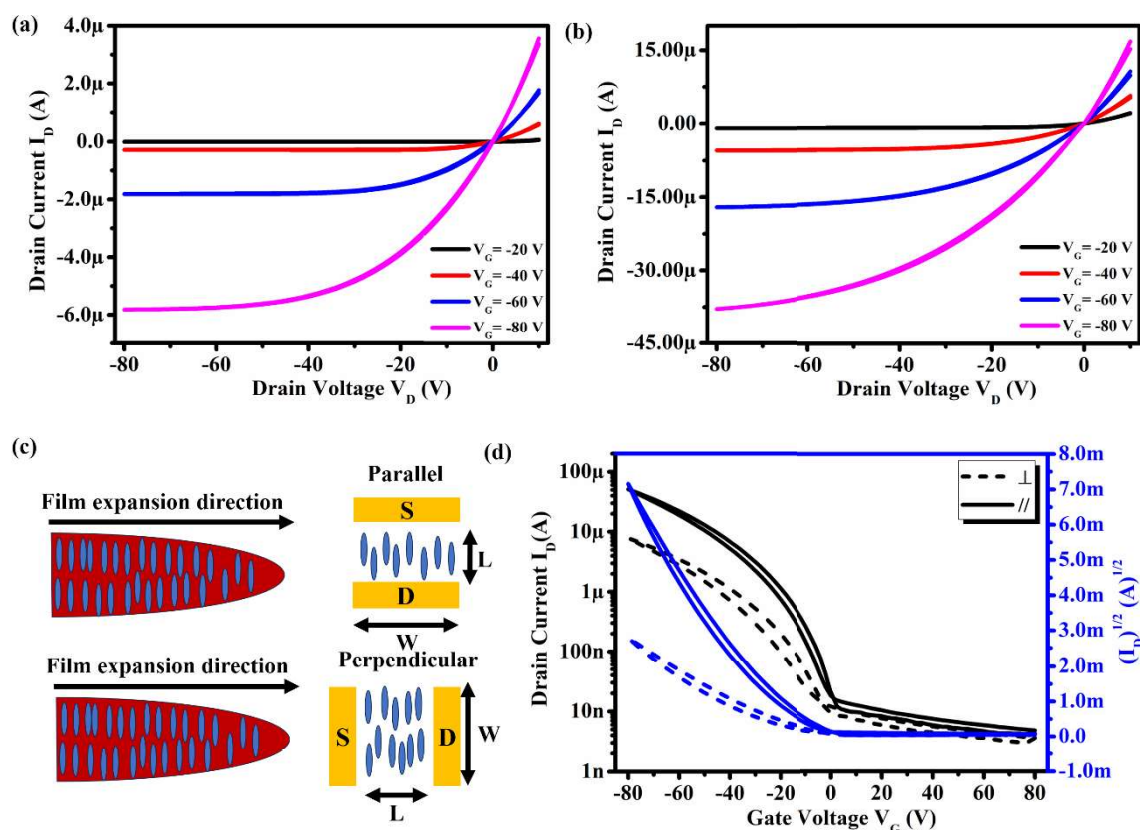 (a)
4.0μ
2.0μ
0.0
-2.0μ
-4.0μ
-6.0μ
Drain Current I_D (A)
V_G= -20 V
V_G= -40 V
V_G= -60 V
V_G= -80 V
-80 -60 -40 -20 0
Drain Voltage V_D (V)
(b)
15.00μ
0.00
-15.00μ
-30.00μ
-45.00μ
Drain Current I_D (A)
V_G= -20 V
V_G= -40 V
V_G= -60 V
V_G= -80 V
-80 -60 -40 -20 0
Drain Voltage V_D (V)
(c)
Film expansion direction
Parallel
S
L
D
W
Film expansion direction
Perpendicular
S
D
W
L
(d)
100μ
10μ
1μ
100n
10n
1n
Drain Current I_D(A)
⊥
//
8.0m
7.0m
6.0m
5.0m
4.0m
3.0m
2.0m
1.0m
0.0
-1.0m
(I_D)^1/2 (A)^1/2
-80 -60 -40 -20 0 20 40 60 80
Gate Voltage V_G (V)